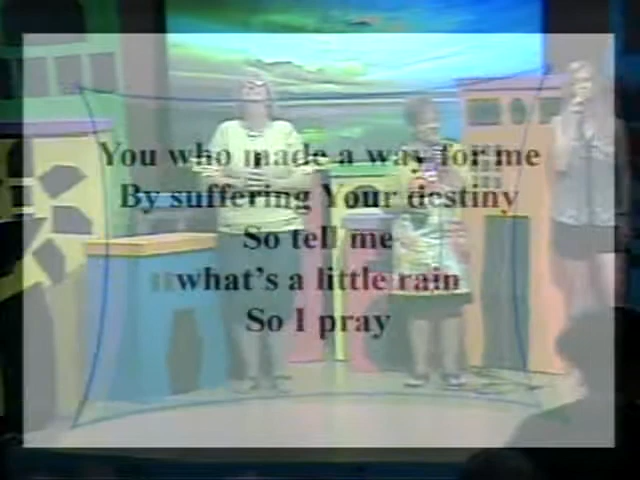 You who made a way for me
By suffering Your destiny
So tell me
what's a little rain
So I pray